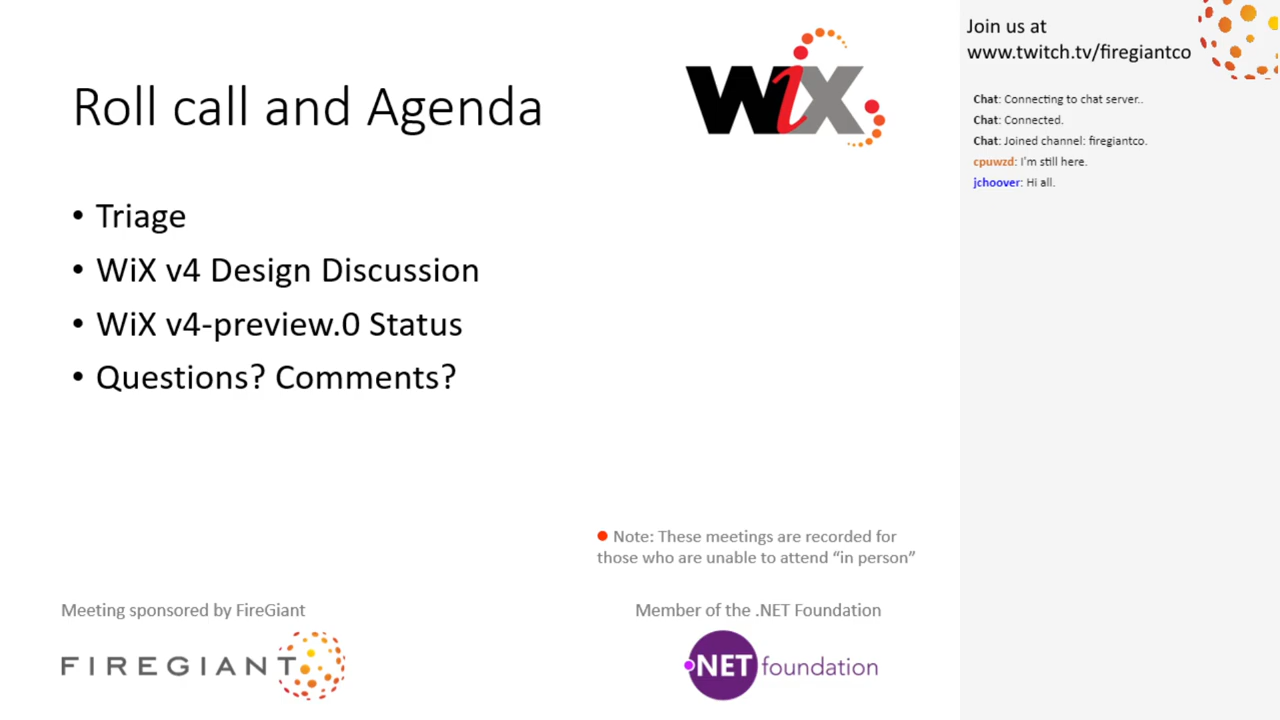 Roll call and Agenda
WiX
• Triage
• WiX v4 Design Discussion
• WiX v4-preview.0 Status
• Questions? Comments?
Note: These meetings are recorded for
those who are unable to attend “in person”
Meeting sponsored by FireGiant
FIREGIANT
Member of the .NET Foundation
.NET foundation
Join us at
www.twitch.tv/firegiantco
Chat: Connecting to chat server..
Chat: Connected.
Chat: Joined channel: firegiantco.
cpuwzd: I'm still here.
jchoover: Hi all.